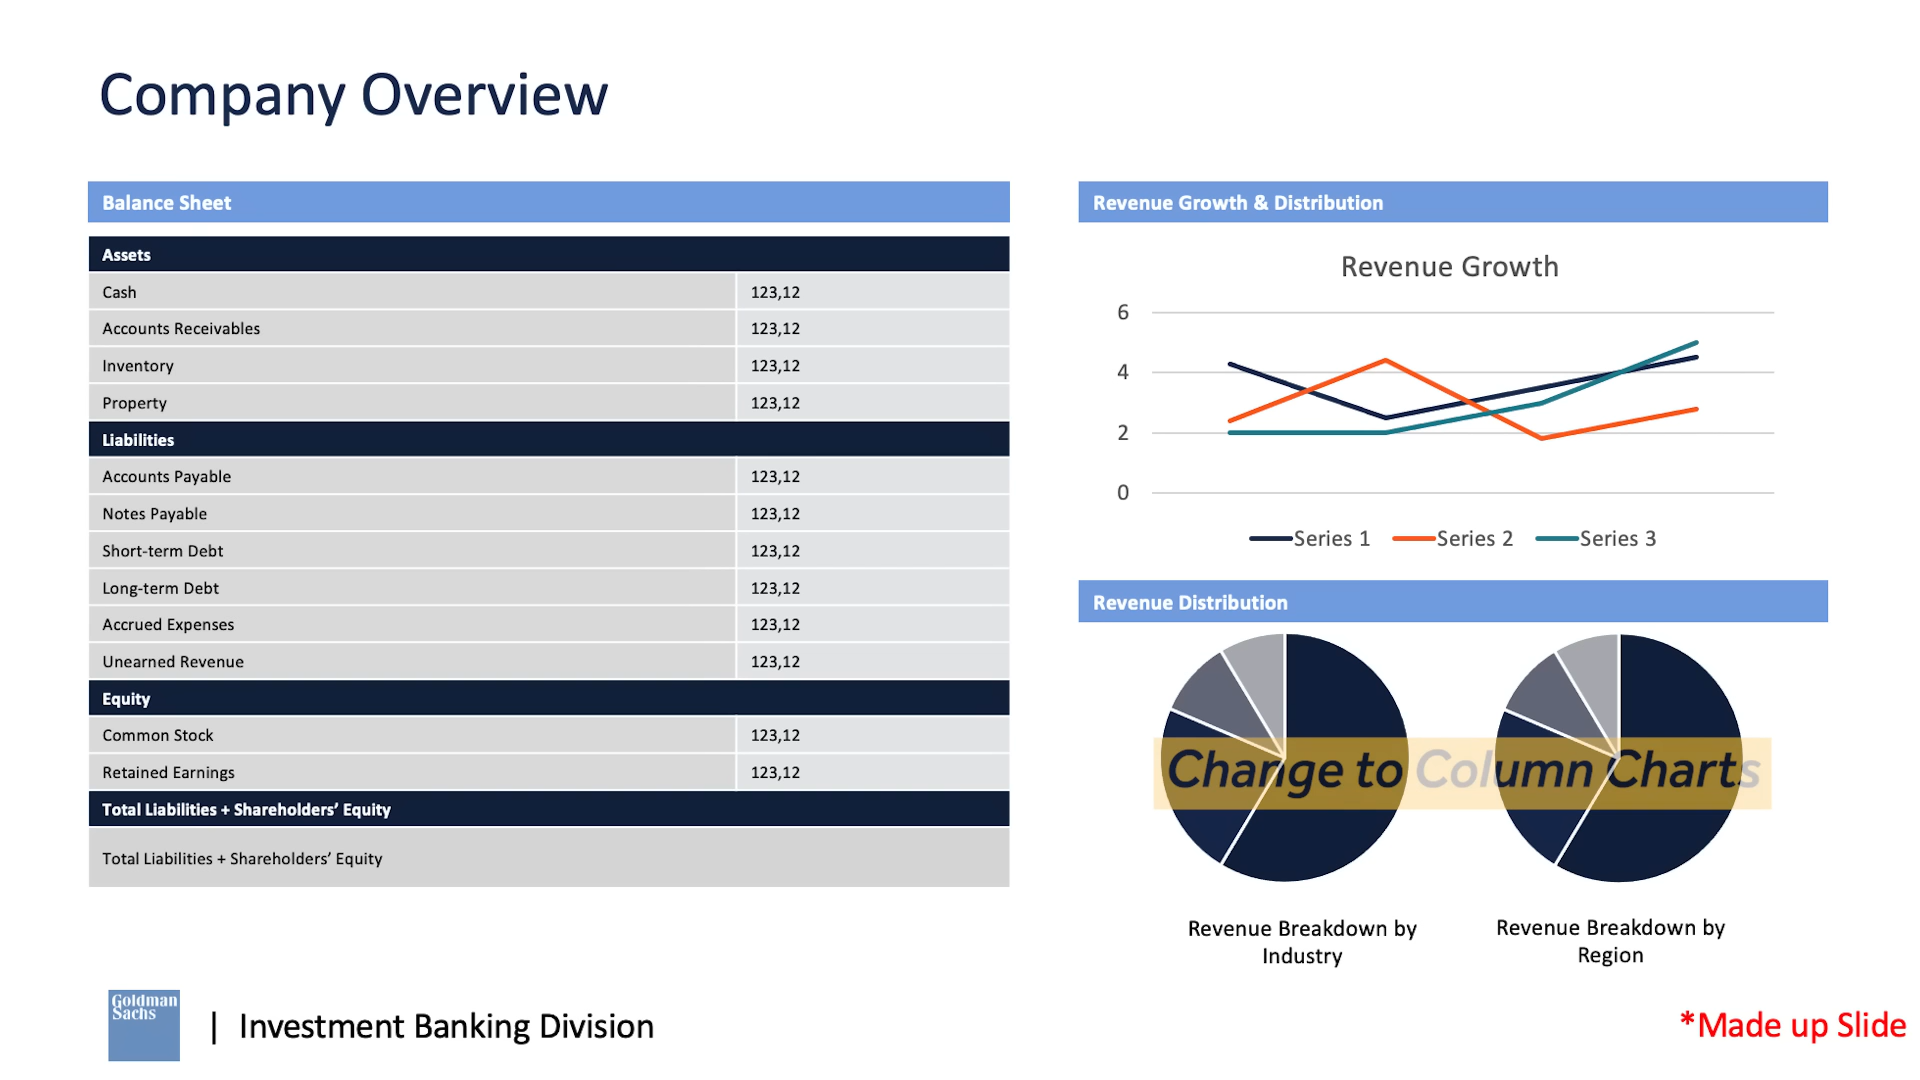 Company Overview
Balance Sheet
Assets
Cash 123,12
Accounts Receivables 123,12
Inventory 123,12
Property 123,12
Liabilities
Accounts Payable 123,12
Notes Payable 123,12
Short-term Debt 123,12
Long-term Debt 123,12
Accrued Expenses 123,12
Unearned Revenue 123,12
Equity
Common Stock 123,12
Retained Earnings 123,12
Total Liabilities + Shareholders’ Equity
Total Liabilities + Shareholders’ Equity
Revenue Growth & Distribution
Revenue Growth
6
4
2
0
Series 1 Series 2 Series 3
Revenue Distribution
Change to Column Charts
Revenue Breakdown by
Industry
Revenue Breakdown by
Region
Goldman
Sachs
| Investment Banking Division
*Made up Slide